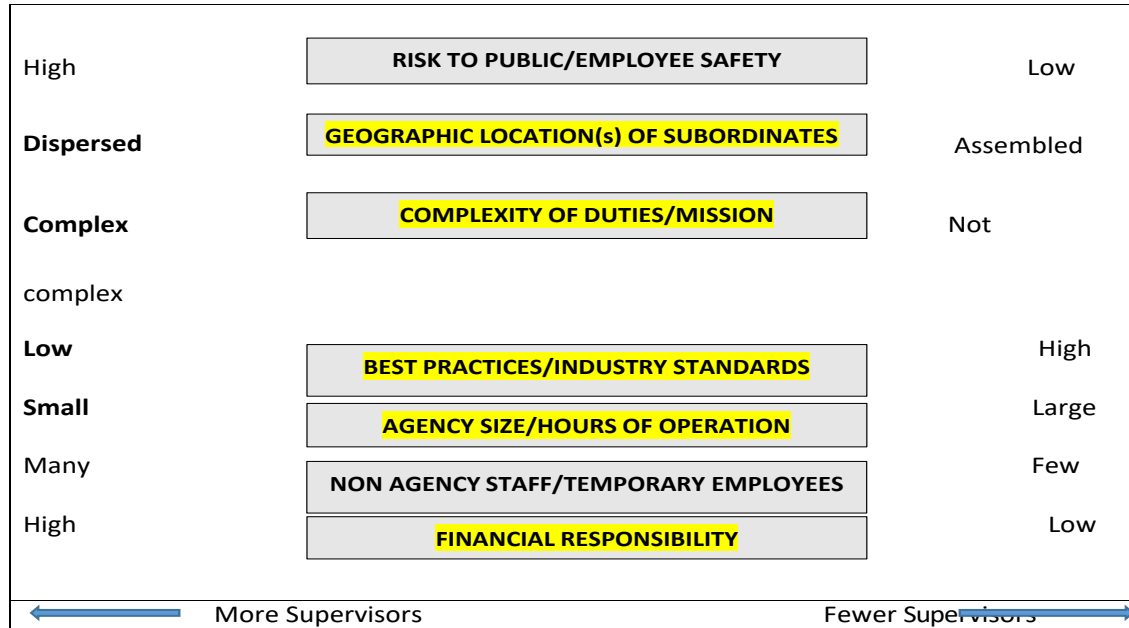 High RISK TO PUBLIC/EMPLOYEE SAFETY Low
Dispersed GEOGRAPHIC LOCATION(s) OF SUBORDINATES Assembled
Complex COMPLEXITY OF DUTIES/MISSION Not
complex
Low BEST PRACTICES/INDUSTRY STANDARDS High
Small AGENCY SIZE/HOURS OF OPERATION Large
Many NON AGENCY STAFF/TEMPORARY EMPLOYEES Few
High FINANCIAL RESPONSIBILITY Low
More Supervisors Fewer Supervisors